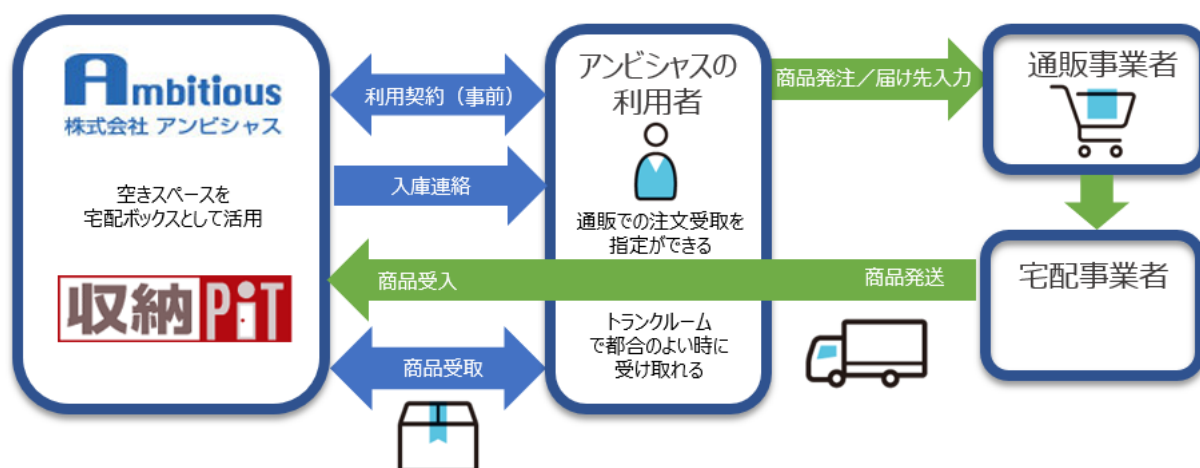 Ambitious
株式会社 アンビシャス
空きスペースを
宅配ボックスとして活用
収納PiT
利用契約（事前）
入庫連絡
商品受入
商品発送
商品受取
アンビシャスの
利用者
通販での注文受取を
指定ができる
トランクルーム
で都合のよい時に
受け取れる
商品発注／届け先入力
通販事業者
宅配事業者